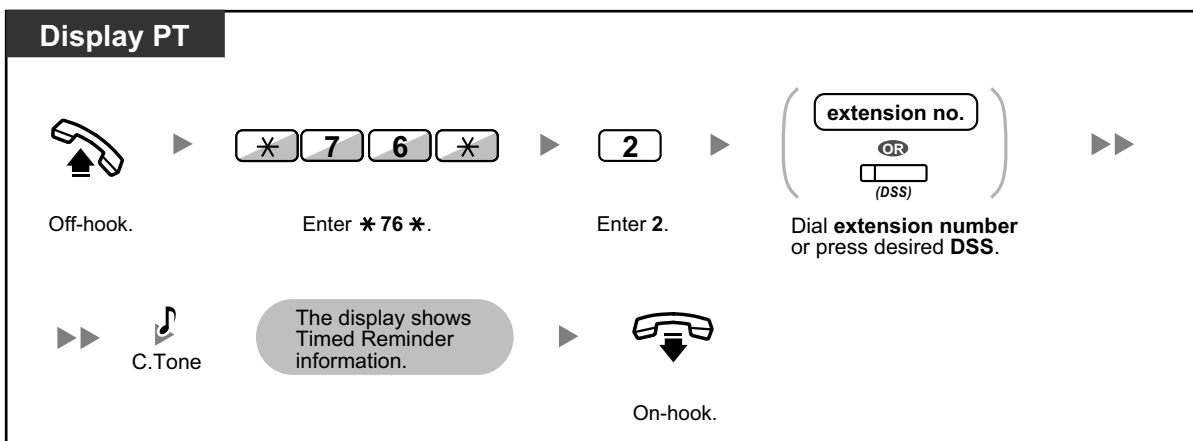 Display PT
extension no.
* 7 6 *
2
OR
(DSS)
Off-hook.
Enter * 76 *.
Enter 2.
Dial extension number
or press desired DSS.
C.Tone
The display shows
Timed Reminder
information.
On-hook.